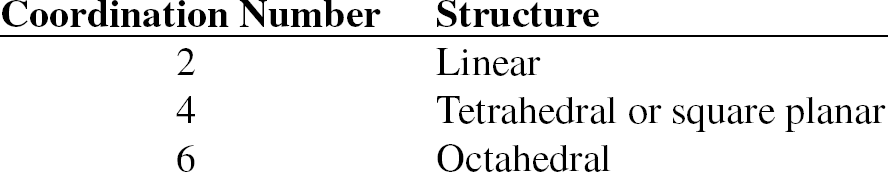 Coordination Number Structure
2 Linear
4 Tetrahedral or square planar
6 Octahedral